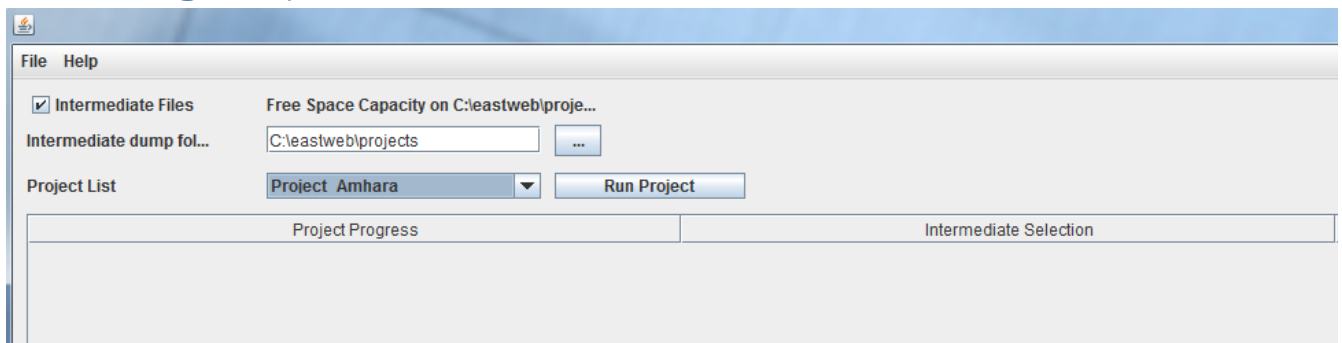 File Help
Intermediate Files Free Space Capacity on C:\eastweb\proje...
Intermediate dump fol... C:\eastweb\projects ...
Project List Project Amhara Run Project
Project Progress Intermediate Selection